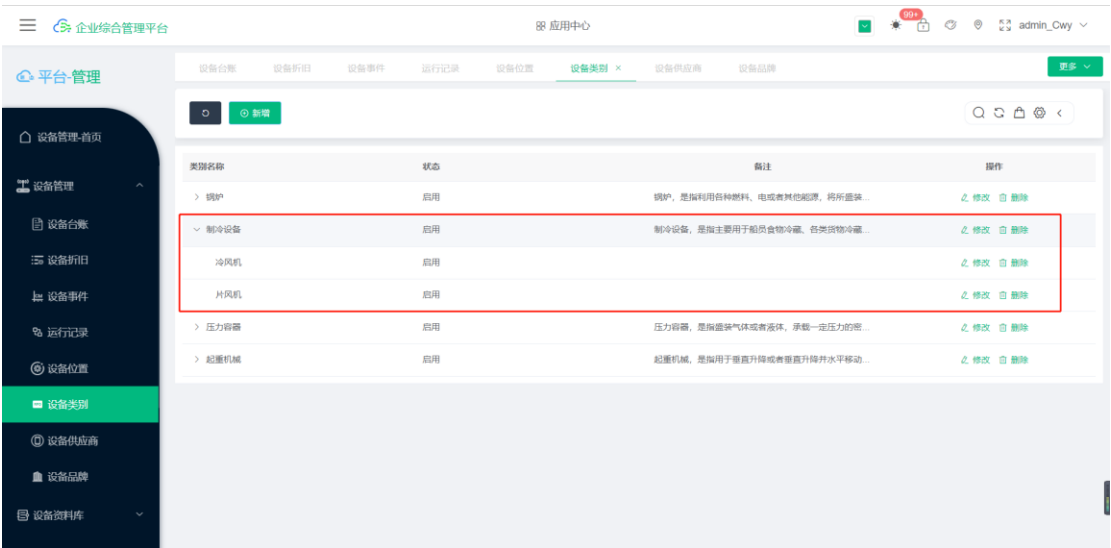 企业综合管理平台
应用中心
99+
admin_Cwy
平台-管理
设备台账 设备折旧 设备事件 运行记录 设备位置 设备类别 × 设备供应商 设备品牌
更多
新增
设备管理-首页
设备管理
设备台账
设备折旧
设备事件
运行记录
设备位置
设备类别
设备供应商
设备品牌
设备资料库
类别名称 状态 备注 操作
锅炉 启用 锅炉，是指利用各种燃料、电或者其他能源，将所盛装... 修改 删除
制冷设备 启用 制冷设备，是指主要用于船员食物冷藏、各类货物冷藏... 修改 删除
冷风机 启用 修改 删除
片风机 启用 修改 删除
压力容器 启用 压力容器，是指盛装气体或者液体，承载一定压力的密... 修改 删除
起重机械 启用 起重机械，是指用于垂直升降或者垂直升降并水平移动... 修改 删除